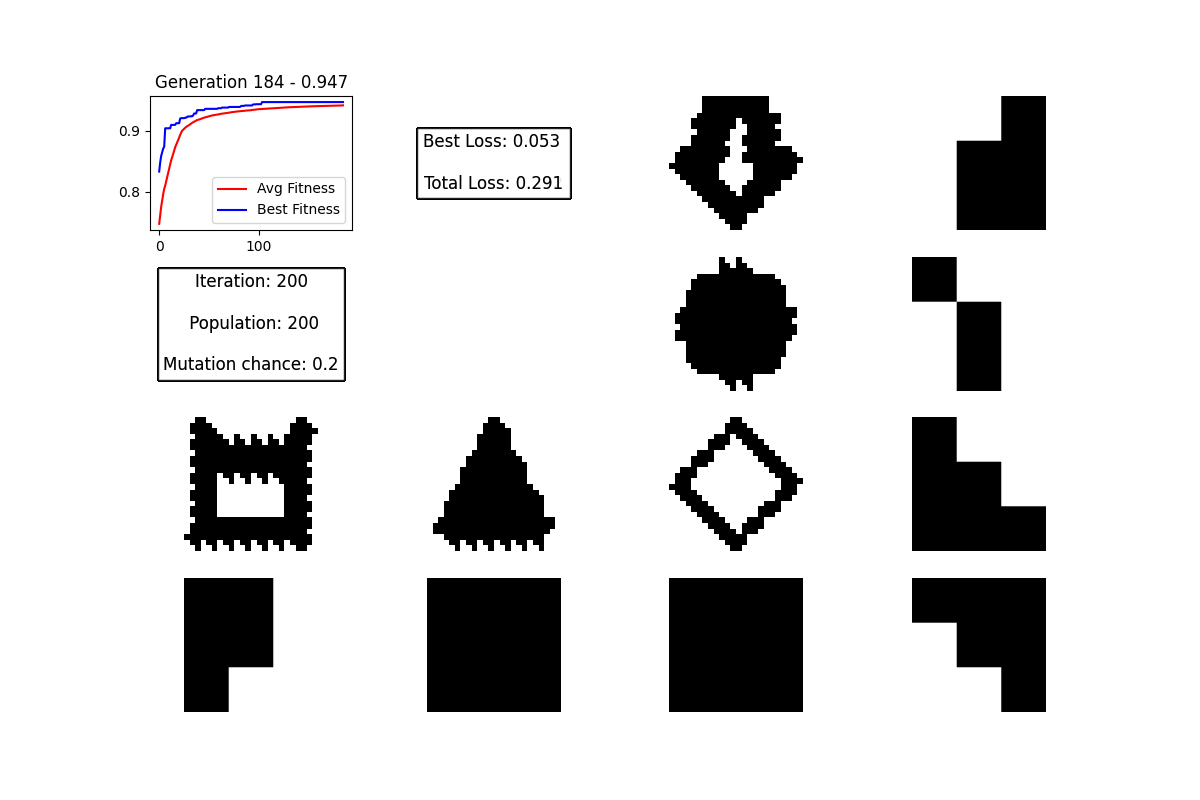 Generation 184 - 0.947
0.9
0.8
Avg Fitness
Best Fitness
0
100
Best Loss: 0.053
Total Loss: 0.291
Iteration: 200
Population: 200
Mutation chance: 0.2